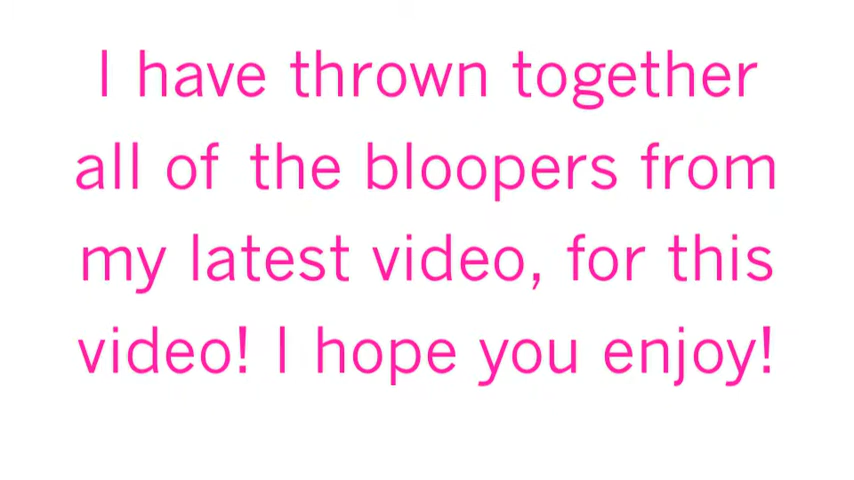 I have thrown together
all of the bloopers from
my latest video, for this
video! I hope you enjoy!